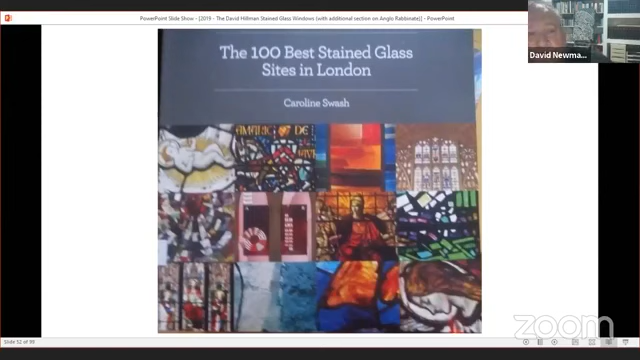 PowerPoint Slide Show - [2019 - The David Hillman Stained Glass Windows (with additional section on Anglo Rabbinate)] - PowerPoint
David Newma...
The 100 Best Stained Glass
Sites in London
Caroline Swash
zoom
Slide 52 of 99